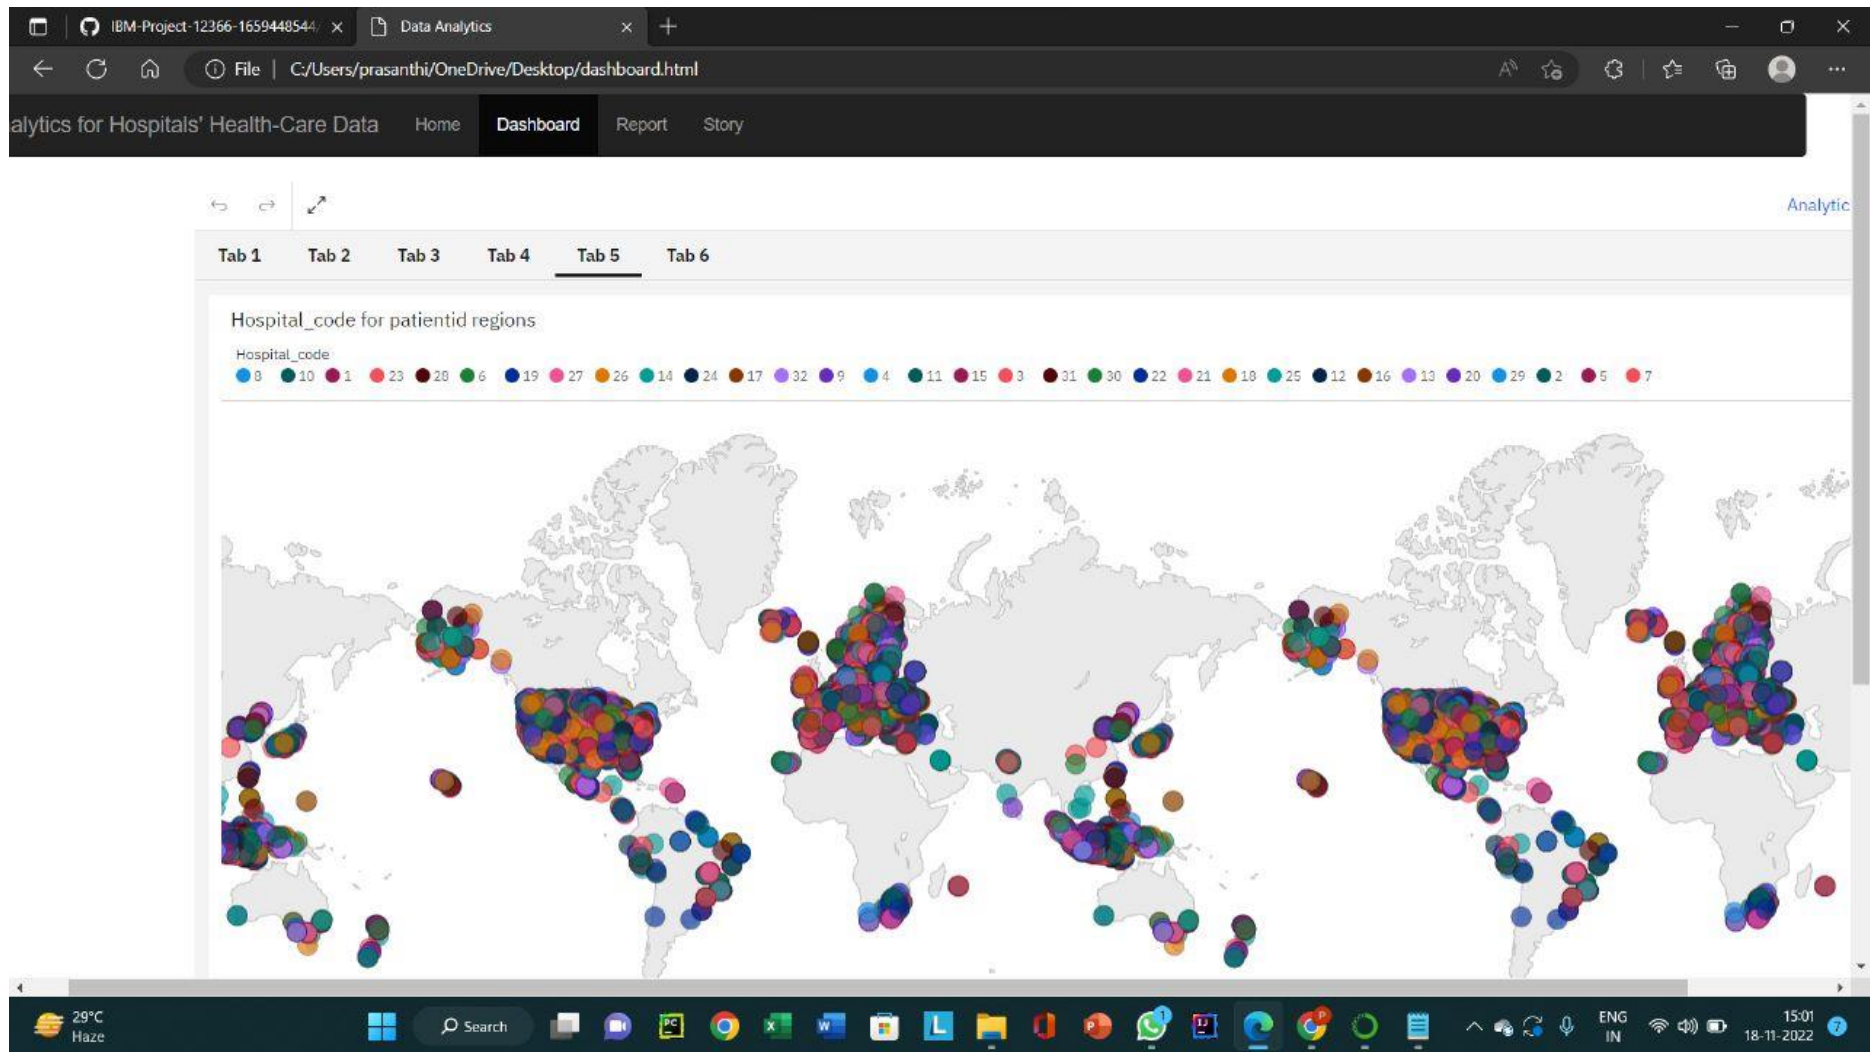 IBM-Project-12366-1659448544
Data Analytics
File | C:/Users/prasanthi/OneDrive/Desktop/dashboard.html
alytics for Hospitals' Health-Care Data Home Dashboard Report Story
Analytic
Tab 1 Tab 2 Tab 3 Tab 4 Tab 5 Tab 6
Hospital_code for patientid regions
Hospital_code
8 10 1 23 28 6 19 27 26 14 24 17 32 9 4 11 15 3 31 30 22 21 18 25 12 16 13 20 29 2 5 7
29°C
Haze
Search
ENG
IN
15:01
18-11-2022
7